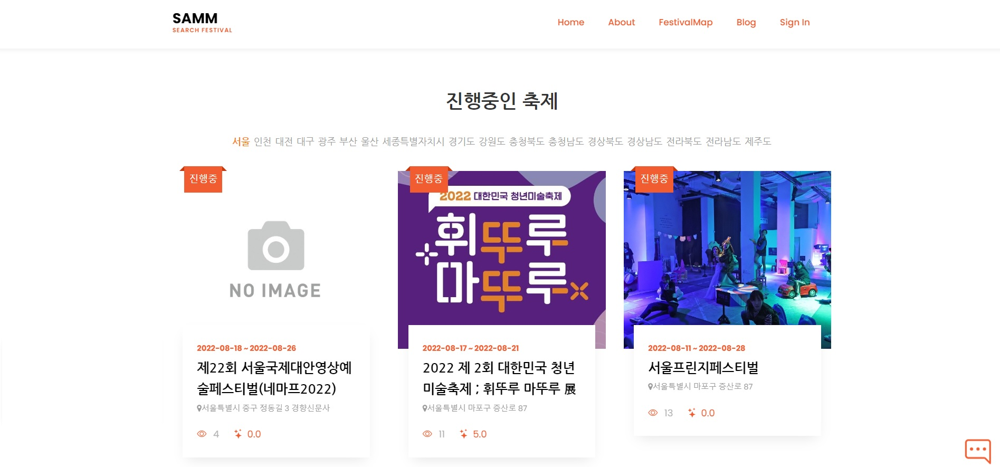 SAMM
SEARCH FESTIVAL
Home About FestivalMap Blog Sign In
진행중인 축제
서울 인천 대전 대구 광주 부산 울산 세종특별자치시 경기도 강원도 충청북도 충청남도 경상북도 경상남도 전라북도 전라남도 제주도
진행중
NO IMAGE
2022-08-18 ~ 2022-08-26
제22회 서울국제대안영상예
술페스티벌(네마프2022)
서울특별시 중구 정동길 3 경향신문사
4 0.0
진행중
2022 대한민국 청년미술축제
휘뚜루
마뚜루
2022-08-17 ~ 2022-08-21
2022 제 2회 대한민국 청년
미술축제 ; 휘뚜루 마뚜루 展
서울특별시 마포구 증산로 87
11 5.0
진행중
2022-08-11 ~ 2022-08-28
서울프린지페스티벌
서울특별시 마포구 증산로 87
13 0.0